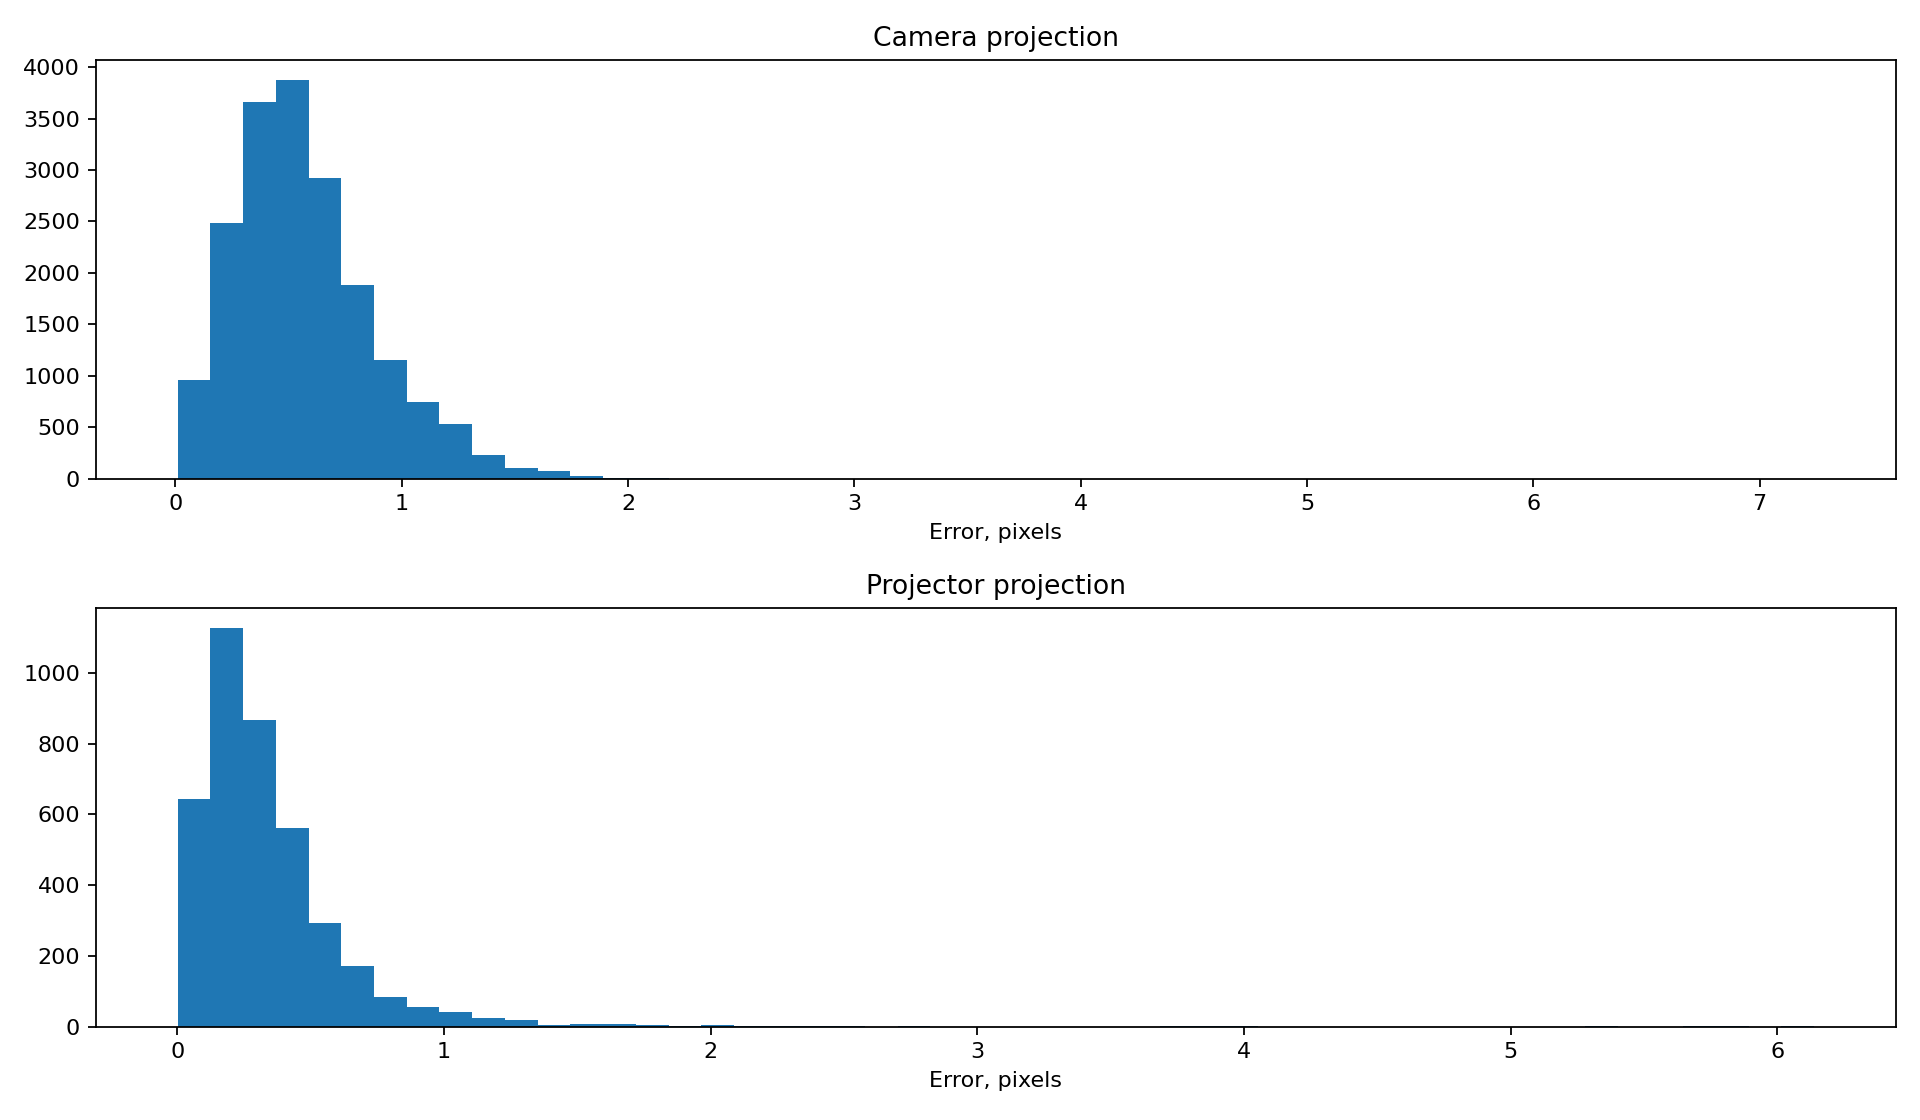 Camera projection
4000
3500
3000
2500
2000
1500
1000
500
0
0 1 2 3 4 5 6 7
Error, pixels
Projector projection
1000
800
600
400
200
0
0 1 2 3 4 5 6
Error, pixels